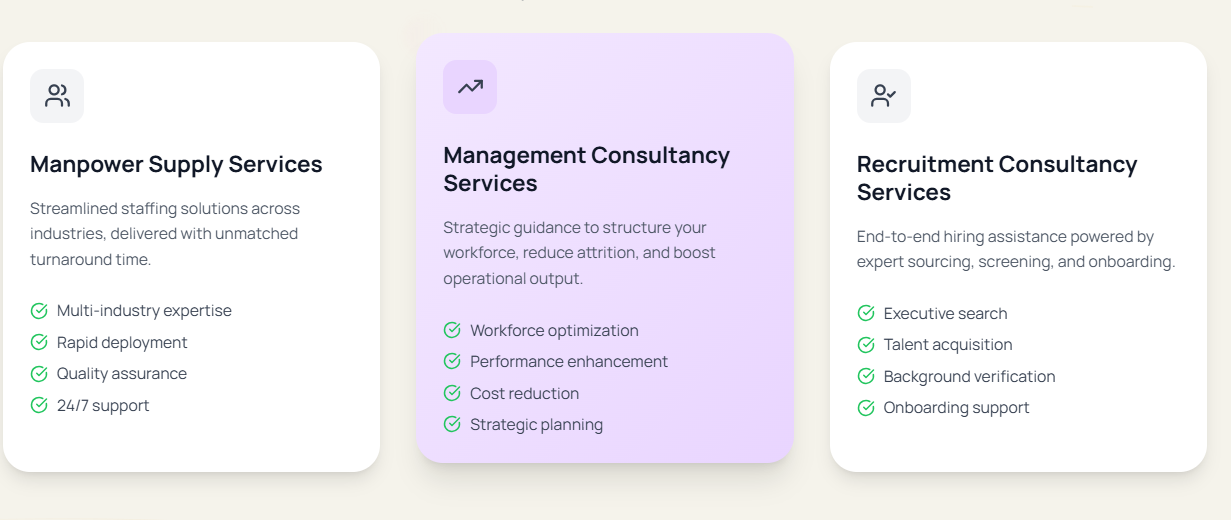 Manpower Supply Services
Streamlined staffing solutions across
industries, delivered with unmatched
turnaround time.
Multi-industry expertise
Rapid deployment
Quality assurance
24/7 support
Management Consultancy
Services
Strategic guidance to structure your
workforce, reduce attrition, and boost
operational output.
Workforce optimization
Performance enhancement
Cost reduction
Strategic planning
Recruitment Consultancy
Services
End-to-end hiring assistance powered by
expert sourcing, screening, and onboarding.
Executive search
Talent acquisition
Background verification
Onboarding support